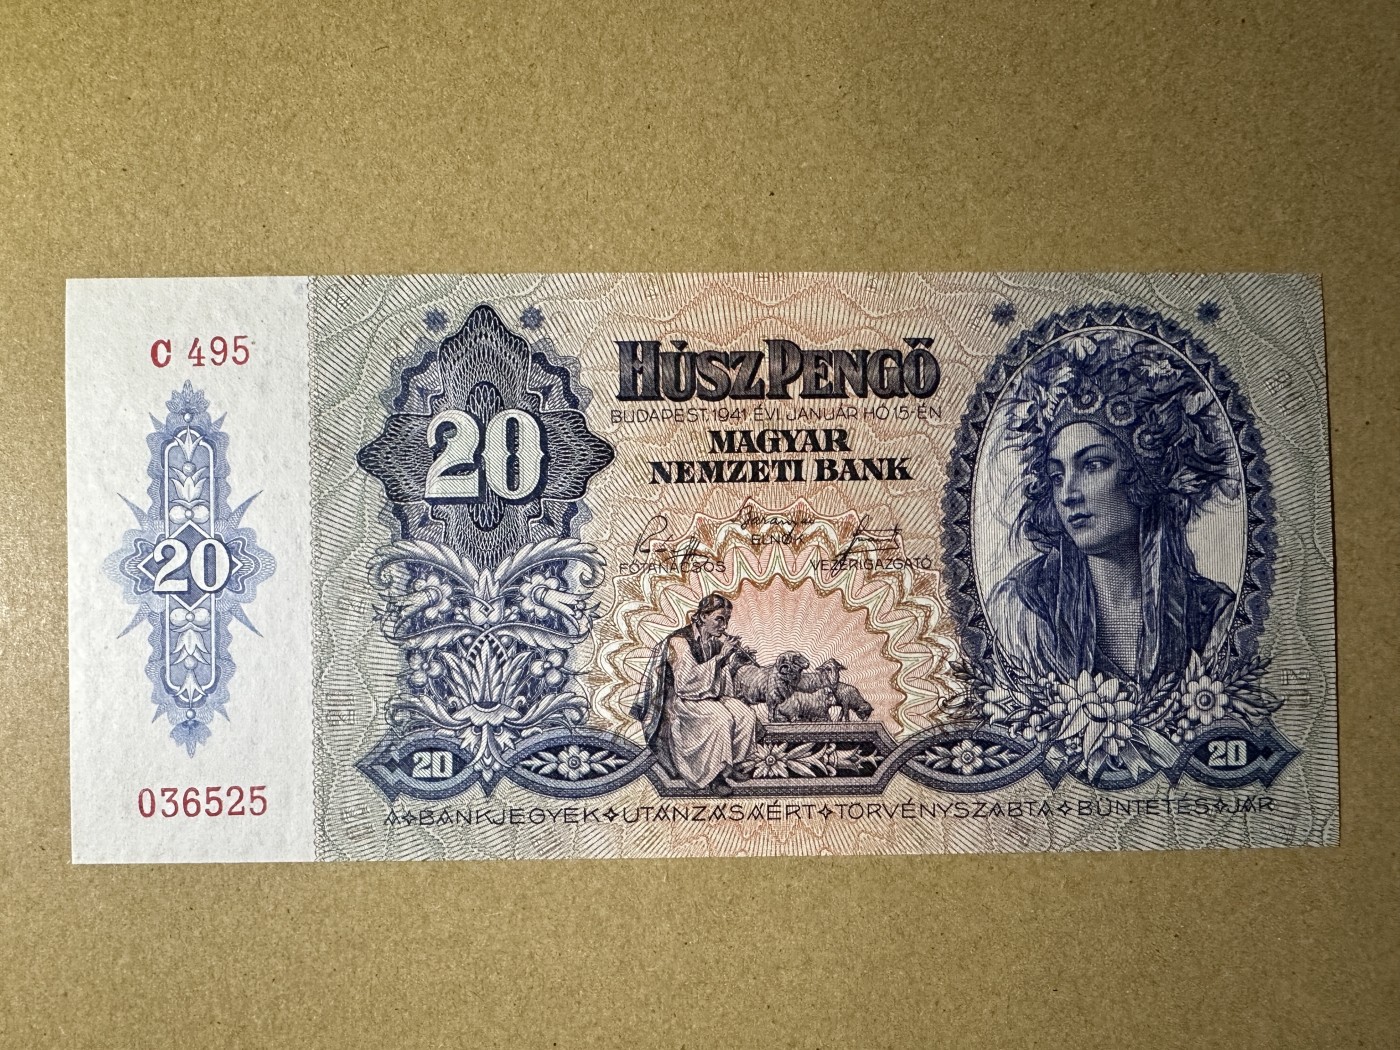 C 495
20
036525
20
HÚSZ PENGŐ
BUDAPEST 1941. ÉVI JANUÁR HÓ 15-ÉN
MAGYAR
NEMZETI BANK
ELNÖK
FŐTANÁCSOS VEZÉRIGAZGATÓ
20 20
A BANKJEGYEK UTÁNZÁSÁÉRT TÖRVÉNYSZABTA BÜNTETÉS JÁR